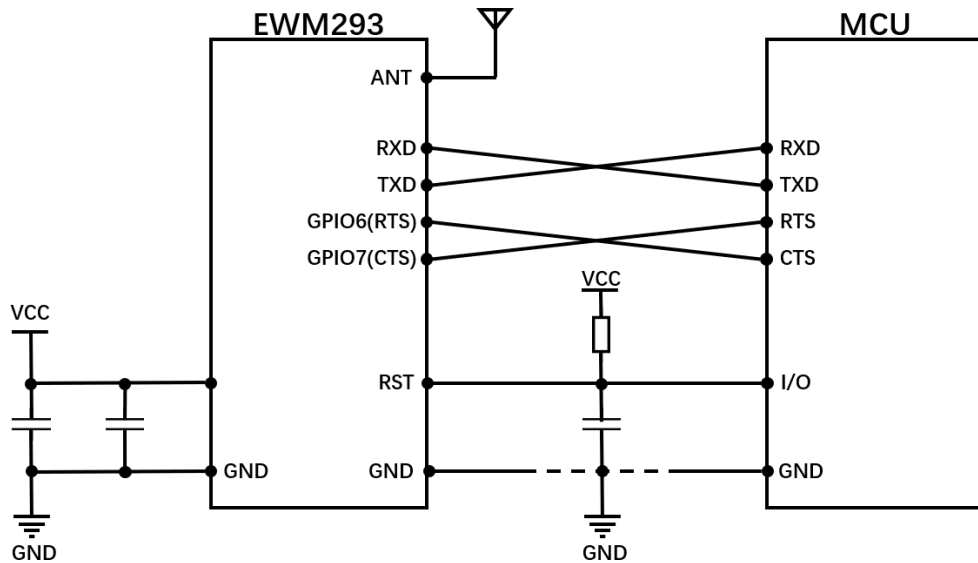 EWM293
MCU
ANT
RXD
RXD
TXD
TXD
GPIO6(RTS)
RTS
GPIO7(CTS)
CTS
VCC
VCC
RST
I/O
GND
GND
GND
GND
GND